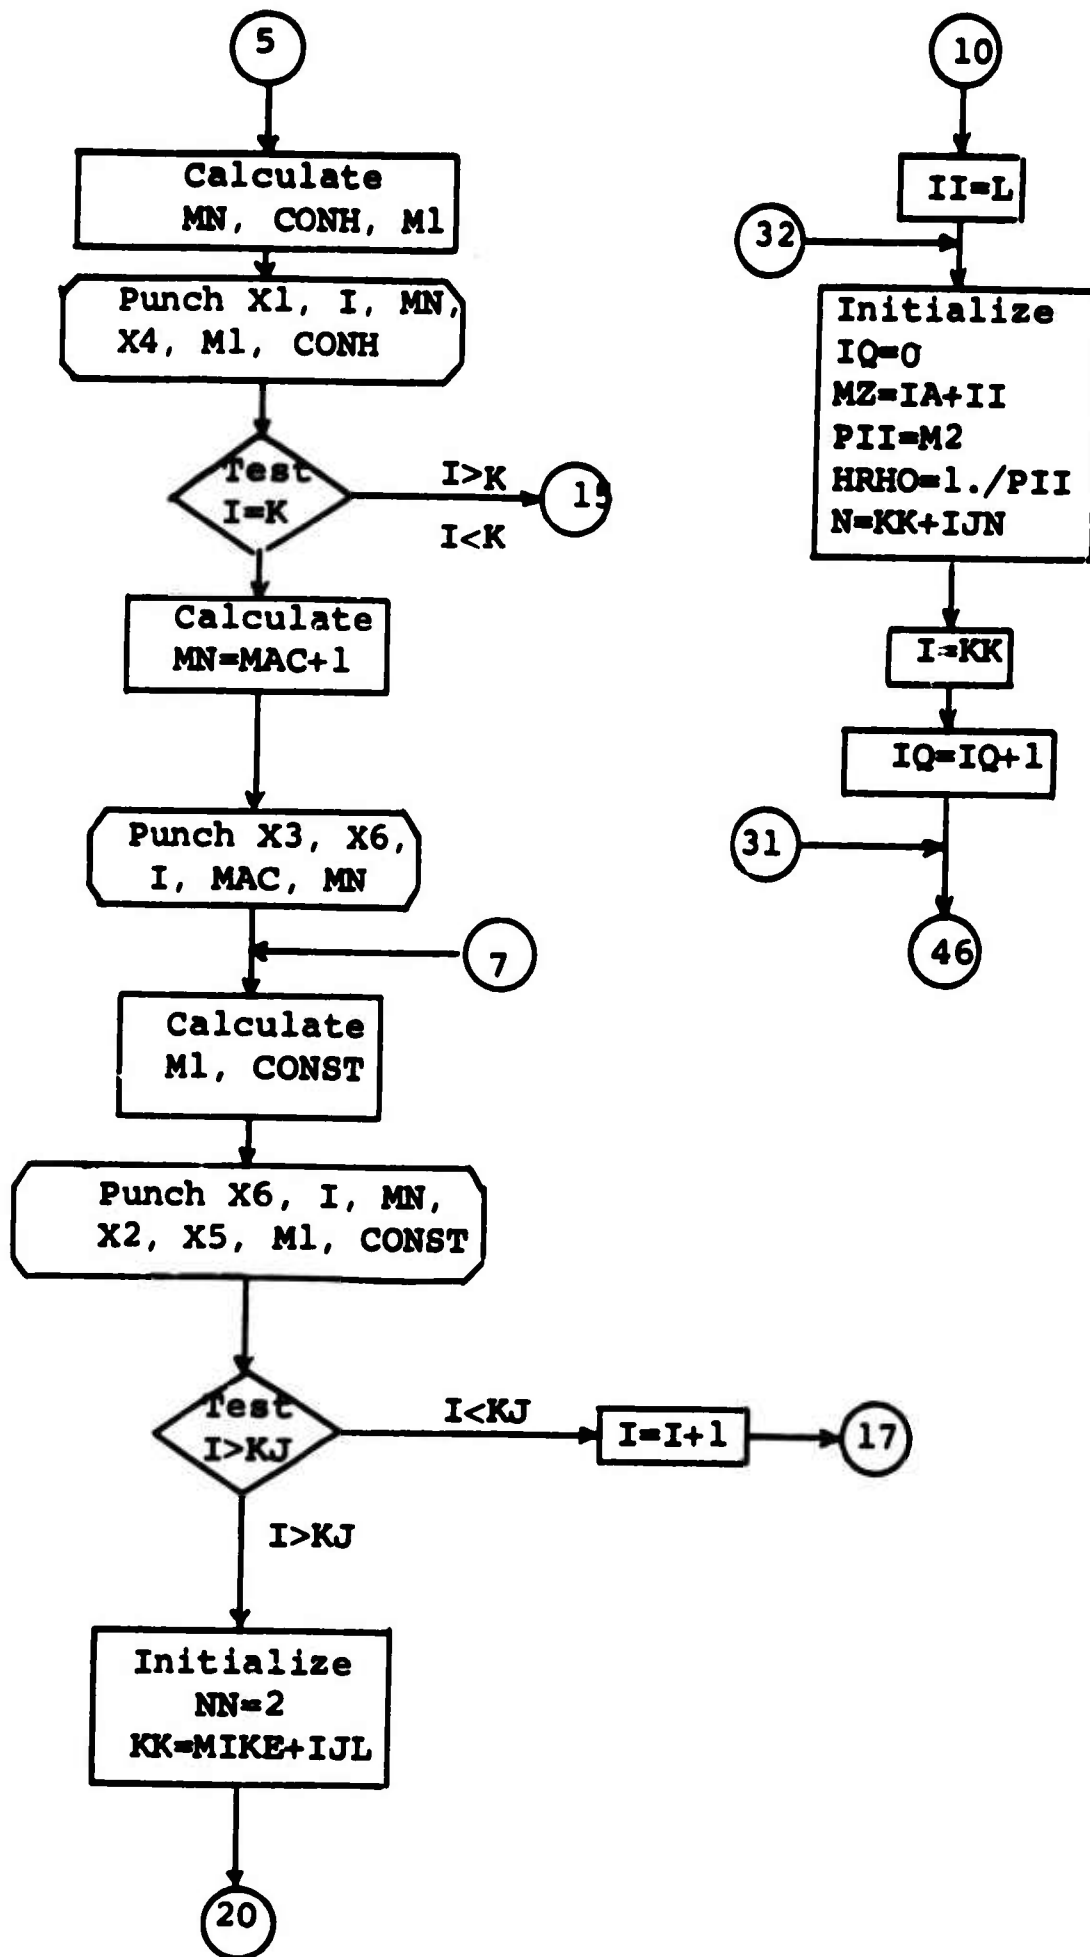 5
Calculate
MN, CONH, M1
Punch X1, I, MN,
X4, M1, CONH
Test
I=K
I>K
I<K
15
Calculate
MN=MAC+1
Punch X3, X6,
I, MAC, MN
7
Calculate
M1, CONST
Punch X6, I, MN,
X2, X5, M1, CONST
Test
I>KJ
I<KJ
I=I+1
17
I>KJ
Initialize
NN=2
KK=MIKE+IJL
20
10
II=L
32
Initialize
IQ=0
MZ=IA+II
PII=M2
HRHO=1./PII
N=KK+IJN
I=KK
IQ=IQ+1
31
46